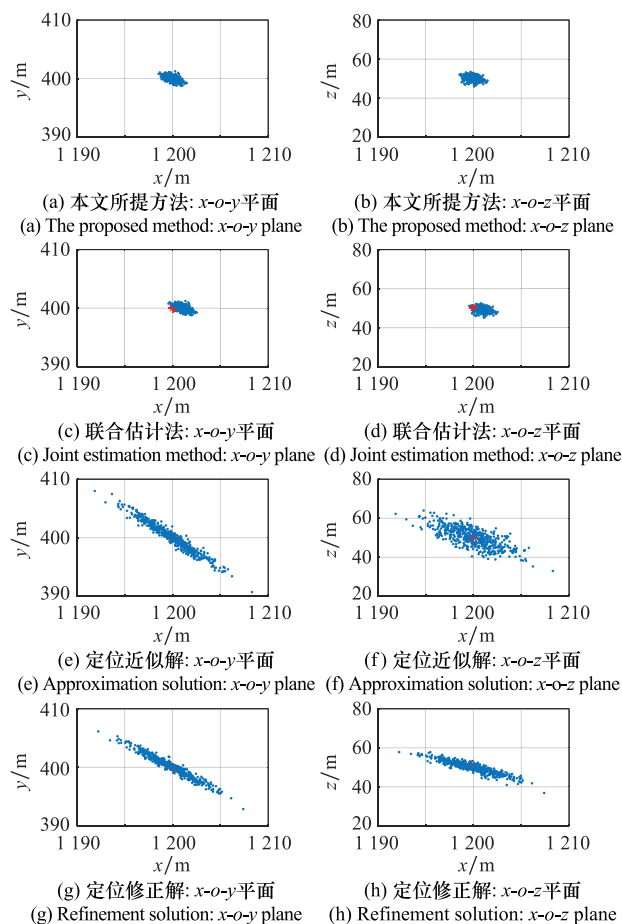 410
400
390
y/m
1 190
1 200
1 210
x/m
80
60
40
20
z/m
1 190
1 200
1 210
x/m
(a) 本文所提方法: x-o-y平面
(a) The proposed method: x-o-y plane
(b) 本文所提方法: x-o-z平面
(b) The proposed method: x-o-z plane
410
400
390
y/m
1 190
1 200
1 210
x/m
80
60
40
20
z/m
1 190
1 200
1 210
x/m
(c) 联合估计法: x-o-y平面
(c) Joint estimation method: x-o-y plane
(d) 联合估计法: x-o-z平面
(d) Joint estimation method: x-o-z plane
410
400
390
y/m
1 190
1 200
1 210
x/m
80
60
40
20
z/m
1 190
1 200
1 210
x/m
(e) 定位近似解: x-o-y平面
(e) Approximation solution: x-o-y plane
(f) 定位近似解: x-o-z平面
(f) Approximation solution: x-o-z plane
410
400
390
y/m
1 190
1 200
1 210
x/m
80
60
40
20
z/m
1 190
1 200
1 210
x/m
(g) 定位修正解: x-o-y平面
(g) Refinement solution: x-o-y plane
(h) 定位修正解: x-o-z平面
(h) Refinement solution: x-o-z plane